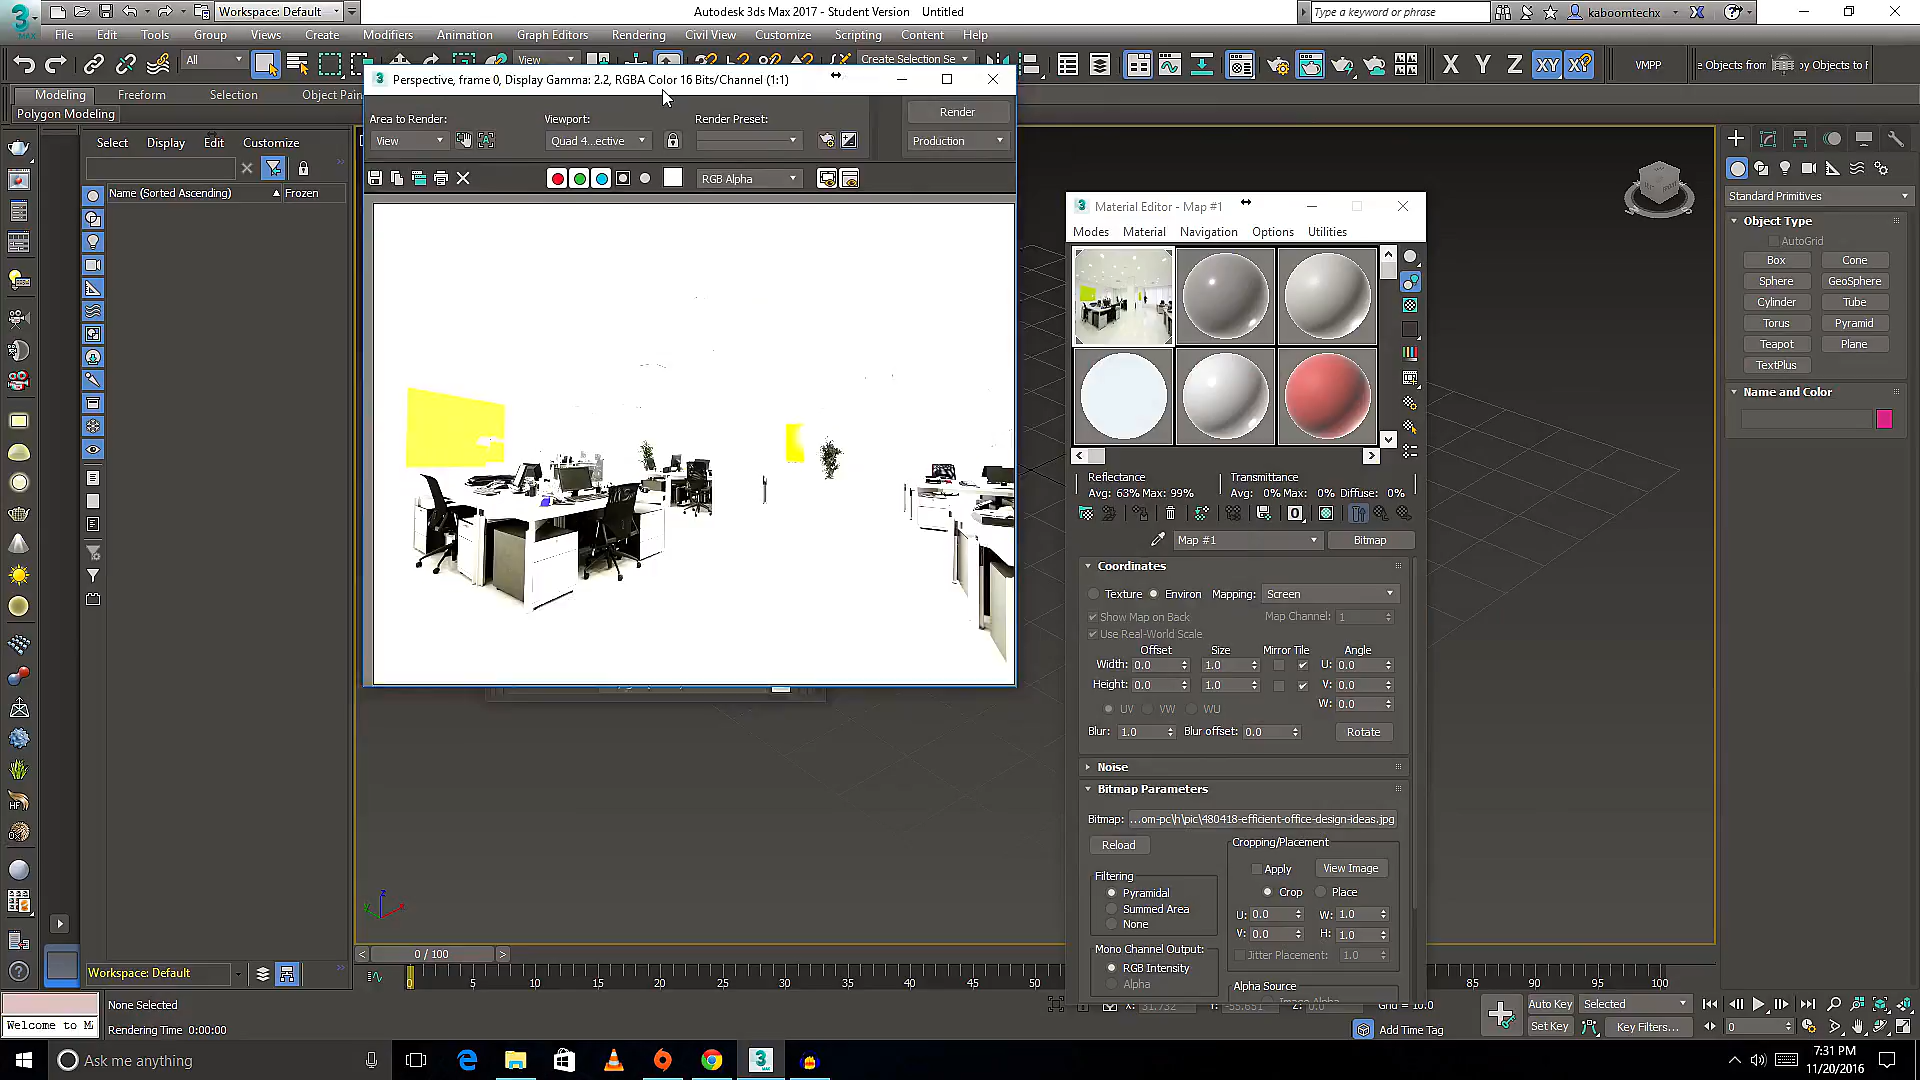 Workspace: Default
Autodesk 3ds Max 2017 - Student Version    Untitled
Type a keyword or phrase
kaboomtechx
File Edit Tools Group Views Create Modifiers Animation Graph Editors Rendering Civil View Customize Scripting Content Help
All
View
Create Selection Se
X Y Z XY
VMPP
Modeling Freeform Selection Object Pain
Polygon Modeling
Select Display Edit Customize
Name (Sorted Ascending) Frozen
Perspective, frame 0, Display Gamma: 2.2, RGBA Color 16 Bits/Channel (1:1)
Area to Render:
View
Viewport:
Quad 4...ective
Render Preset:
Render
Production
RGB Alpha
Material Editor - Map #1
Modes Material Navigation Options Utilities
Reflectance
Avg: 63% Max: 99%
Transmittance
Avg: 0% Max: 0% Diffuse: 0%
Map #1
Bitmap
Coordinates
Texture Environ Mapping: Screen
Show Map on Back Map Channel: 1
Use Real-World Scale
Offset Size Mirror Tile Angle
Width: 0.0 1.0 U: 0.0
Height: 0.0 1.0 V: 0.0
W: 0.0
UV VW WU
Blur: 1.0 Blur offset: 0.0 Rotate
Noise
Bitmap Parameters
Bitmap: ...om-pc\h\pic\480418-efficient-office-design-ideas.jpg
Reload
Cropping/Placement
Apply View Image
Crop Place
U: 0.0 W: 1.0
V: 0.0 H: 1.0
Jitter Placement: 1.0
Filtering
Pyramidal
Summed Area
None
Mono Channel Output:
RGB Intensity
Alpha
Alpha Source
Standard Primitives
Object Type
AutoGrid
Box Cone
Sphere GeoSphere
Cylinder Tube
Torus Pyramid
Teapot Plane
TextPlus
Name and Color
0 / 100
Workspace: Default
0 5 10 15 20 25 30 35 40 45 50 85 90 95 100
None Selected
Welcome to M
Rendering Time 0:00:00
Add Time Tag
Auto Key Selected
Set Key Key Filters...
0
Ask me anything
7:31 PM
11/20/2016